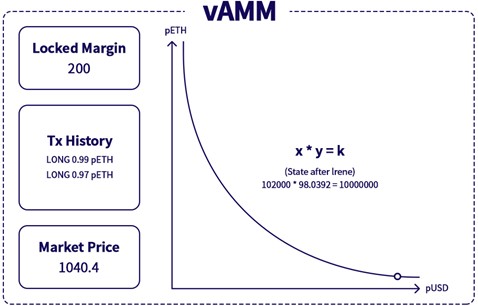 vAMM
Locked Margin
200
Tx History
LONG 0.99 pETH
LONG 0.97 pETH
Market Price
1040.4
pETH
x * y = k
(State after Irene)
102000 * 98.0392 = 10000000
pUSD